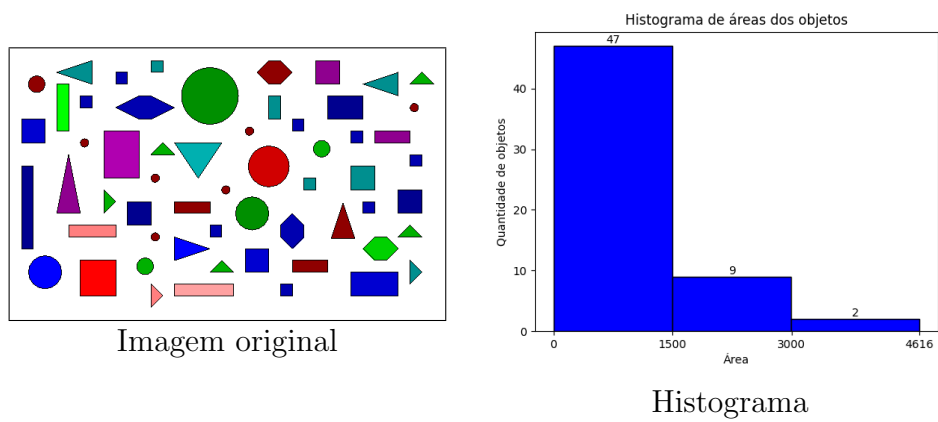 Histograma de áreas dos objetos
47
40
30
Quantidade de objetos
20
10
9
2
0
0 1500 3000 4616
Área
Imagem original
Histograma